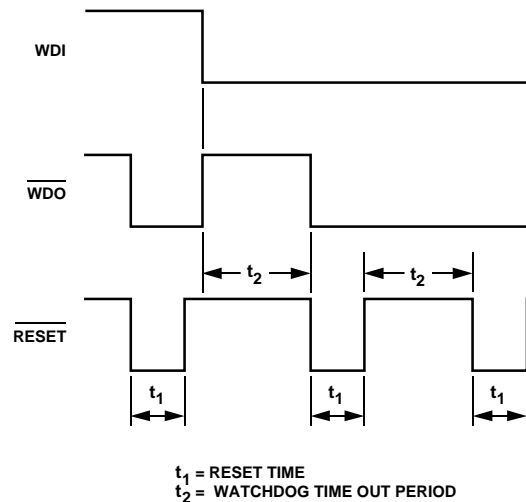 WDI
WDO
t2
t2
RESET
t1
t1
t1
t1 = RESET TIME
t2 = WATCHDOG TIME OUT PERIOD